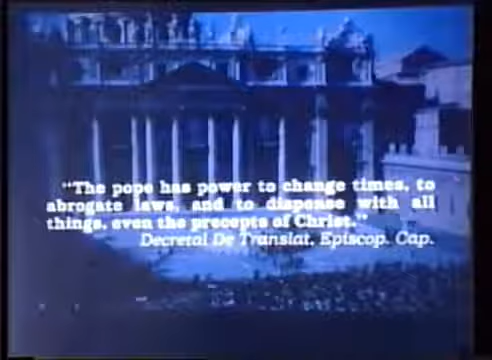 "The pope has power to change times, to
abrogate laws, and to dispense with all
things, even the precepts of Christ."
Decretal De Translat. Episcop. Cap.